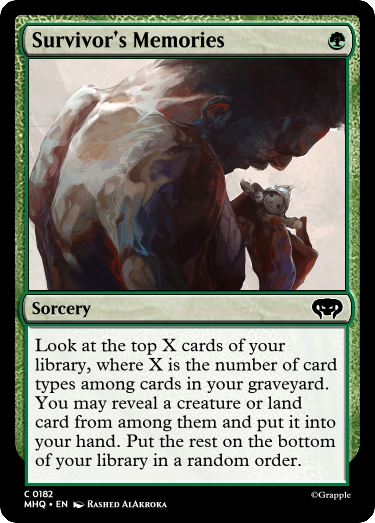 Survivor's Memories
Sorcery
Look at the top X cards of your
library, where X is the number of card
types among cards in your graveyard.
You may reveal a creature or land
card from among them and put it into
your hand. Put the rest on the bottom
of your library in a random order.
C 0182
MHQ • EN Rashed AlAkroka
©Grapple